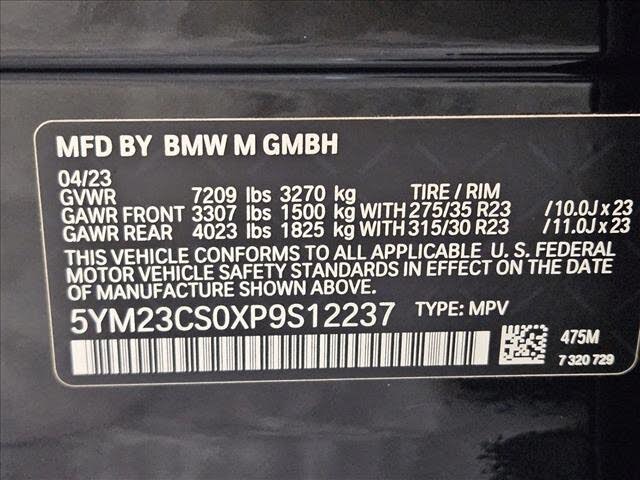 MFD BY BMW M GMBH
04/23
GVWR 7209 lbs 3270 kg TIRE / RIM
GAWR FRONT 3307 lbs 1500 kg WITH 275/35 R23 /10.0J x 23
GAWR REAR 4023 lbs 1825 kg WITH 315/30 R23 /11.0J x 23
THIS VEHICLE CONFORMS TO ALL APPLICABLE U. S. FEDERAL
MOTOR VEHICLE SAFETY STANDARDS IN EFFECT ON THE DATE
OF MANUFACTURE SHOWN ABOVE.
5YM23CS0XP9S12237 TYPE: MPV
475M
7 320 729